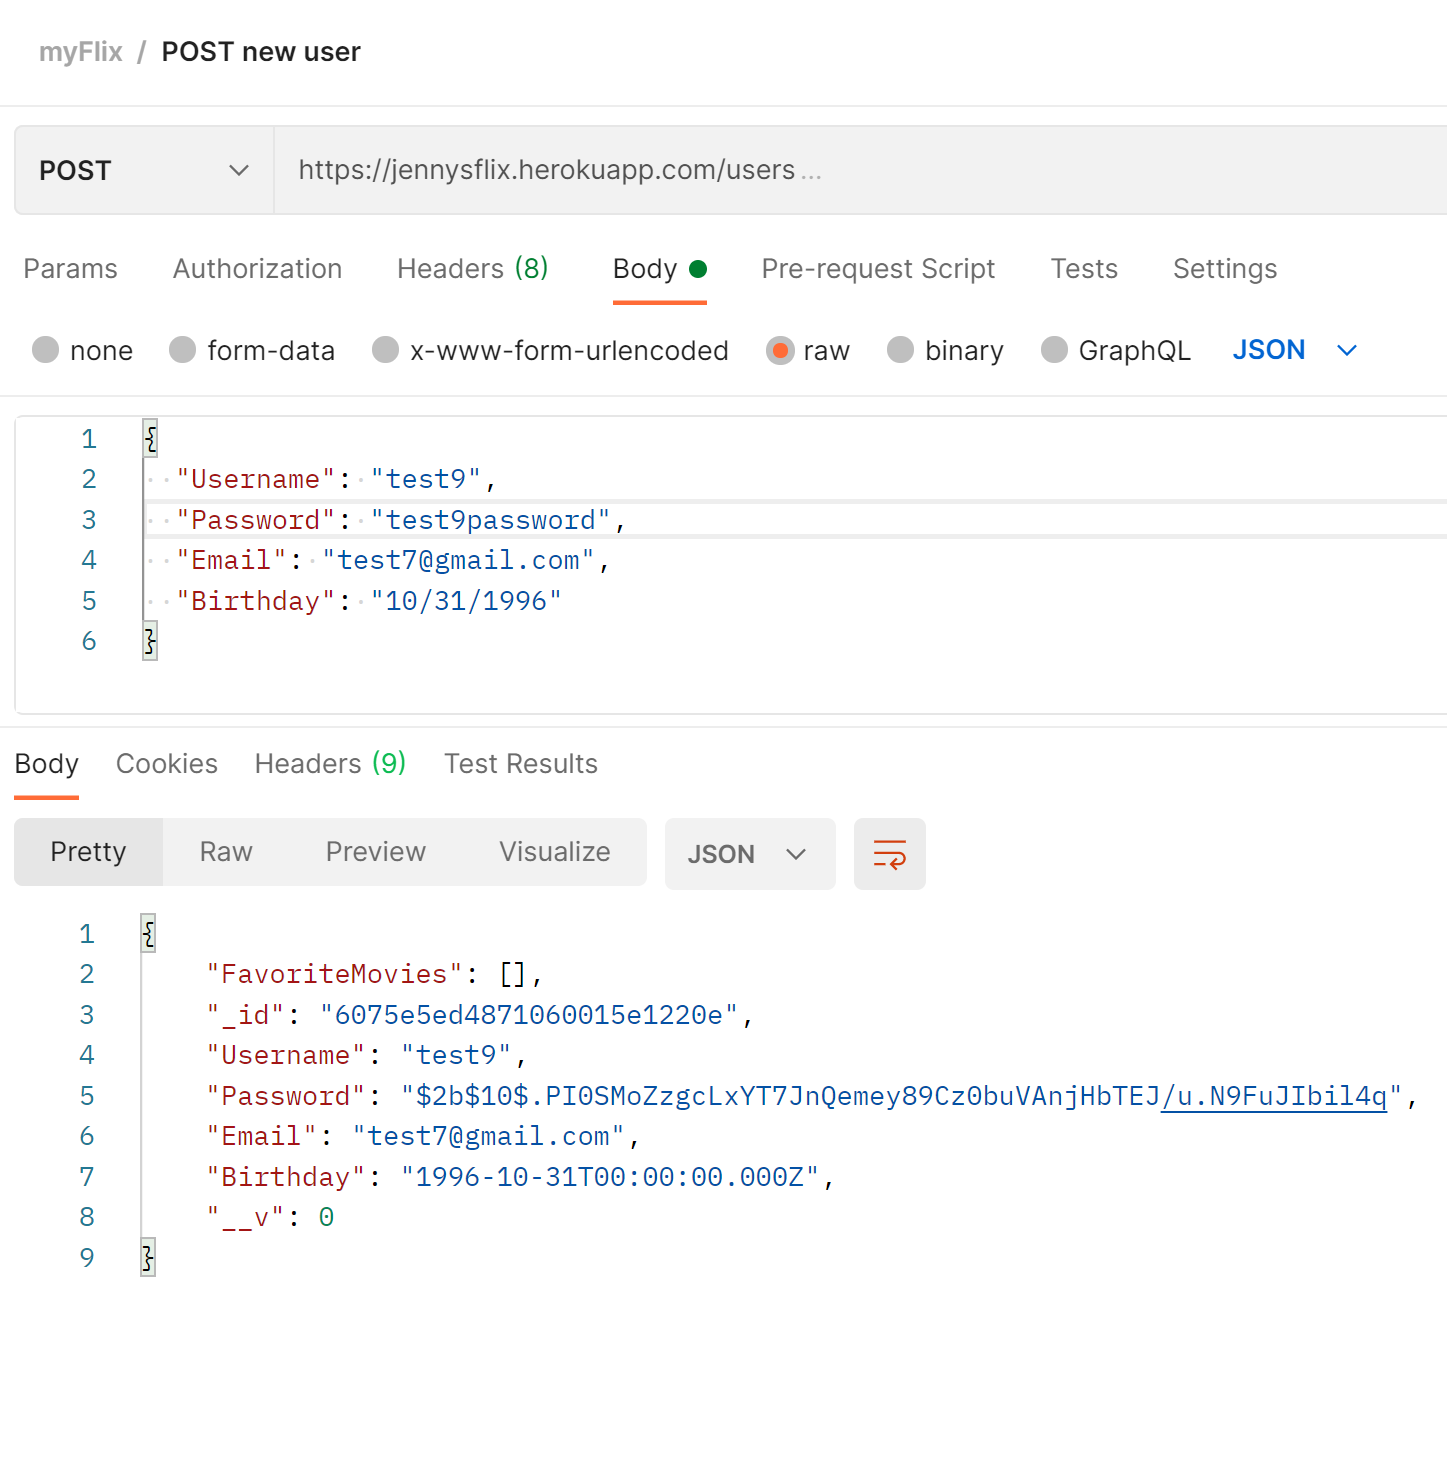 myFlix / POST new user
POST https://jennysflix.herokuapp.com/users ...
Params Authorization Headers (8) Body Pre-request Script Tests Settings
none form-data x-www-form-urlencoded raw binary GraphQL JSON
1 {
2 "Username": "test9",
3 "Password": "test9password",
4 "Email": "test7@gmail.com",
5 "Birthday": "10/31/1996"
6 }
Body Cookies Headers (9) Test Results
Pretty Raw Preview Visualize JSON
1 {
2 "FavoriteMovies": [],
3 "_id": "6075e5ed4871060015e1220e",
4 "Username": "test9",
5 "Password": "$2b$10$.PI0SMoZzgcLxYT7JnQemey89Cz0buVAnjHbTEJ/u.N9FuJIbil4q",
6 "Email": "test7@gmail.com",
7 "Birthday": "1996-10-31T00:00:00.000Z",
8 "__v": 0
9 }